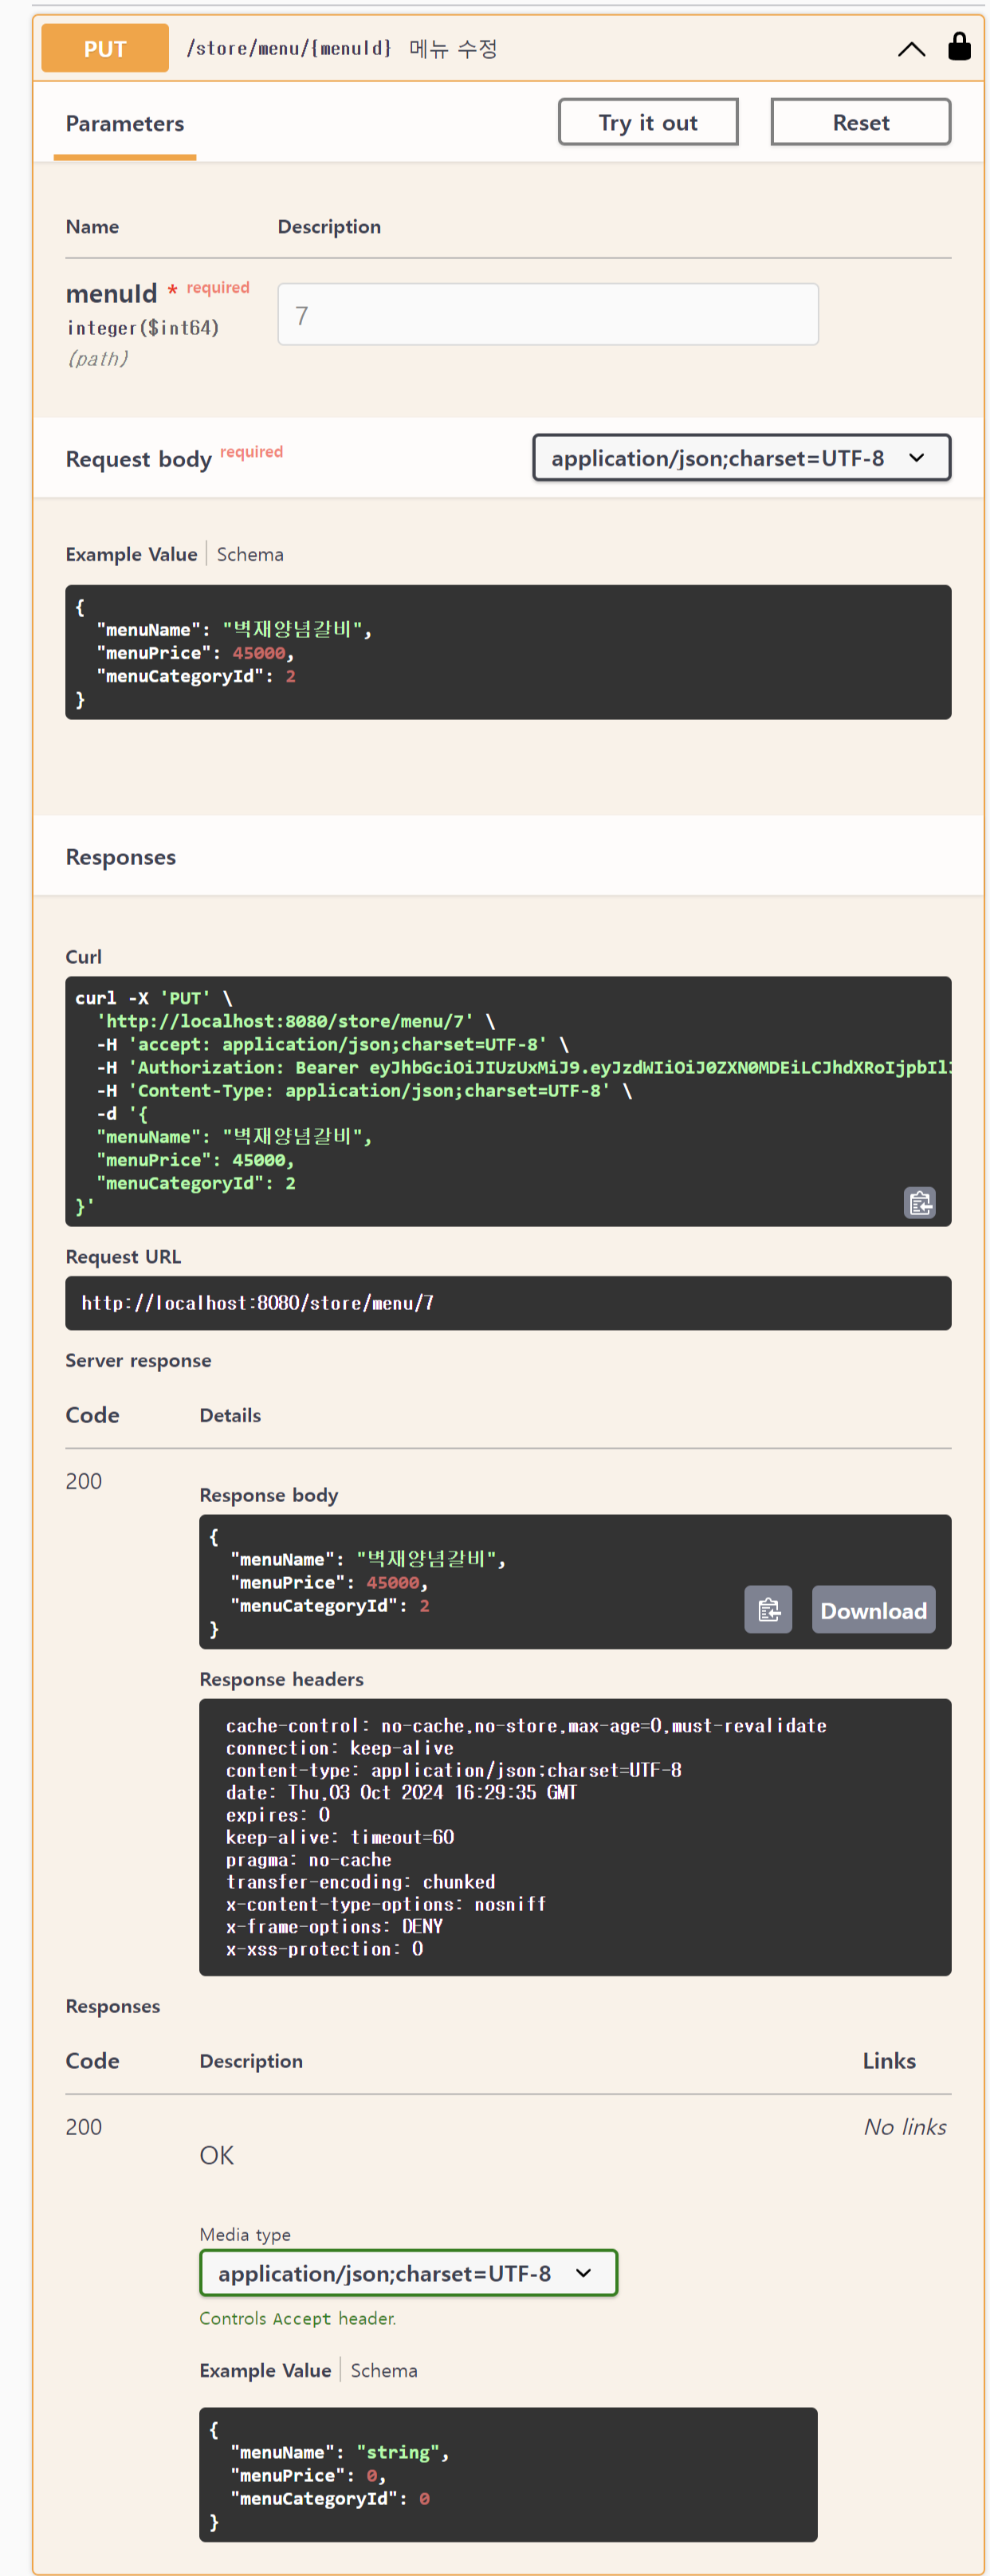 PUT /store/menu/{menuId} 메뉴 수정
Parameters
Try it out
Reset
Name Description
menuId * required
integer($int64)
(path)
7
Request body required
application/json;charset=UTF-8
Example Value Schema
{
"menuName": "벽재양념갈비",
"menuPrice": 45000,
"menuCategoryId": 2
}
Responses
Curl
curl -X 'PUT' \
'http://localhost:8080/store/menu/7' \
-H 'accept: application/json;charset=UTF-8' \
-H 'Authorization: Bearer
-H 'Content-Type: application/json;charset=UTF-8' \
-d '{
"menuName": "벽재양념갈비",
"menuPrice": 45000,
"menuCategoryId": 2
}'
Request URL
http://localhost:8080/store/menu/7
Server response
Code Details
200
Response body
{
"menuName": "벽재양념갈비",
"menuPrice": 45000,
"menuCategoryId": 2
}
Download
Response headers
cache-control: no-cache,no-store,max-age=0,must-revalidate
connection: keep-alive
content-type: application/json;charset=UTF-8
date: Thu,03 Oct 2024 16:29:35 GMT
expires: 0
keep-alive: timeout=60
pragma: no-cache
transfer-encoding: chunked
x-content-type-options: nosniff
x-frame-options: DENY
x-xss-protection: 0
Responses
Code Description Links
200 No links
OK
Media type
application/json;charset=UTF-8
Controls Accept header.
Example Value Schema
{
"menuName": "string",
"menuPrice": 0,
"menuCategoryId": 0
}